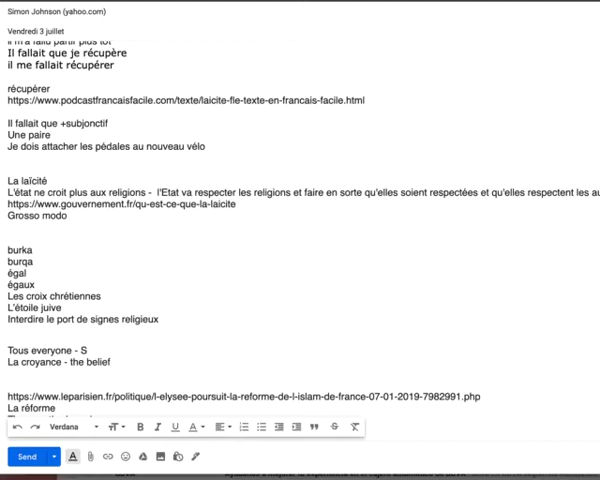 Simon Johnson (yahoo.com)
Vendredi 3 juillet
il m'a fallu partir plus tot
Il fallait que je récupère
il me fallait récupérer
récupérer
https://www.podcastfrancaisfacile.com/texte/laicite-fle-texte-en-francais-facile.html
Il fallait que +subjonctif
Une paire
Je dois attacher les pédales au nouveau vélo
La laïcité
L'état ne croit plus aux religions - l'Etat va respecter les religions et faire en sorte qu'elles soient respectées et qu'elles respectent les au
https://www.gouvernement.fr/qu-est-ce-que-la-laicite
Grosso modo
burka
burqa
égal
égaux
Les croix chrétiennes
L'étoile juive
Interdire le port de signes religieux
Tous everyone - S
La croyance - the belief
https://www.leparisien.fr/politique/l-elysee-poursuit-la-reforme-de-l-islam-de-france-07-01-2019-7982991.php
La réforme
Verdana
B I U A
Send
A